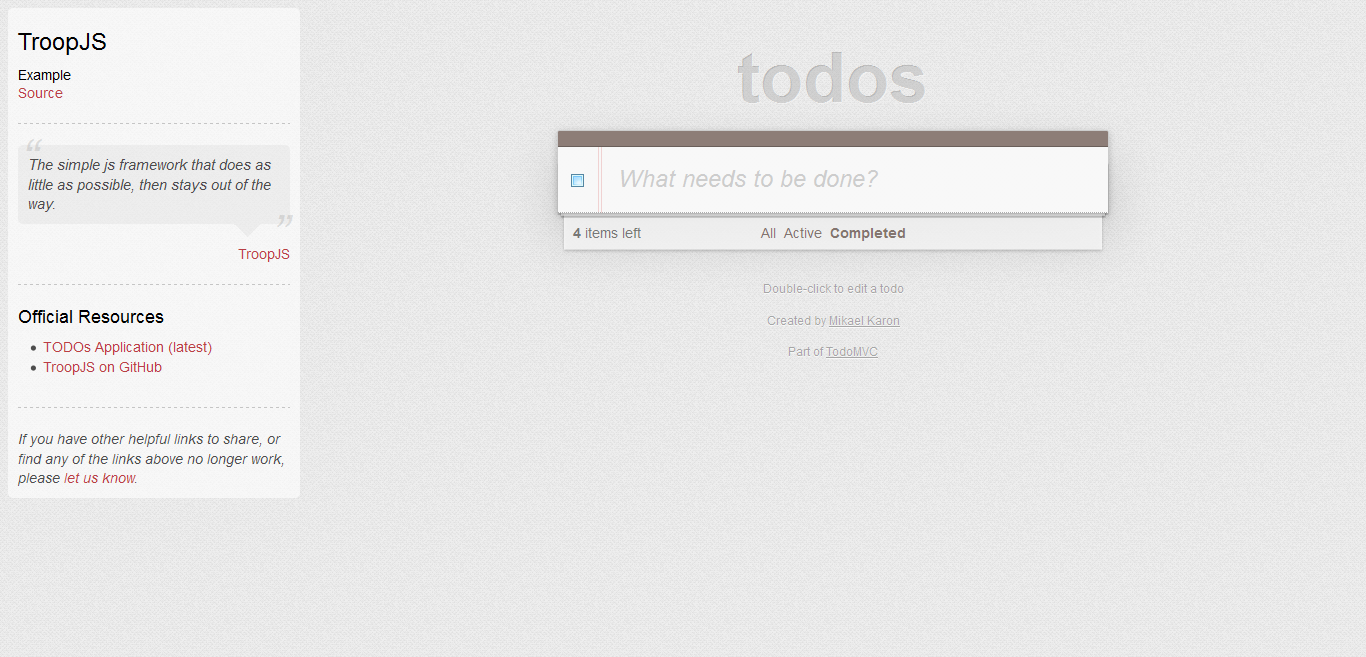 TroopJS
Example
Source
“
The simple js framework that does as
little as possible, then stays out of the
way.
”
TroopJS
Official Resources
TODOs Application (latest)
TroopJS on GitHub
If you have other helpful links to share, or
find any of the links above no longer work,
please let us know.
todos
What needs to be done?
4 items left All Active Completed
Double-click to edit a todo
Created by Mikael Karon
Part of TodoMVC